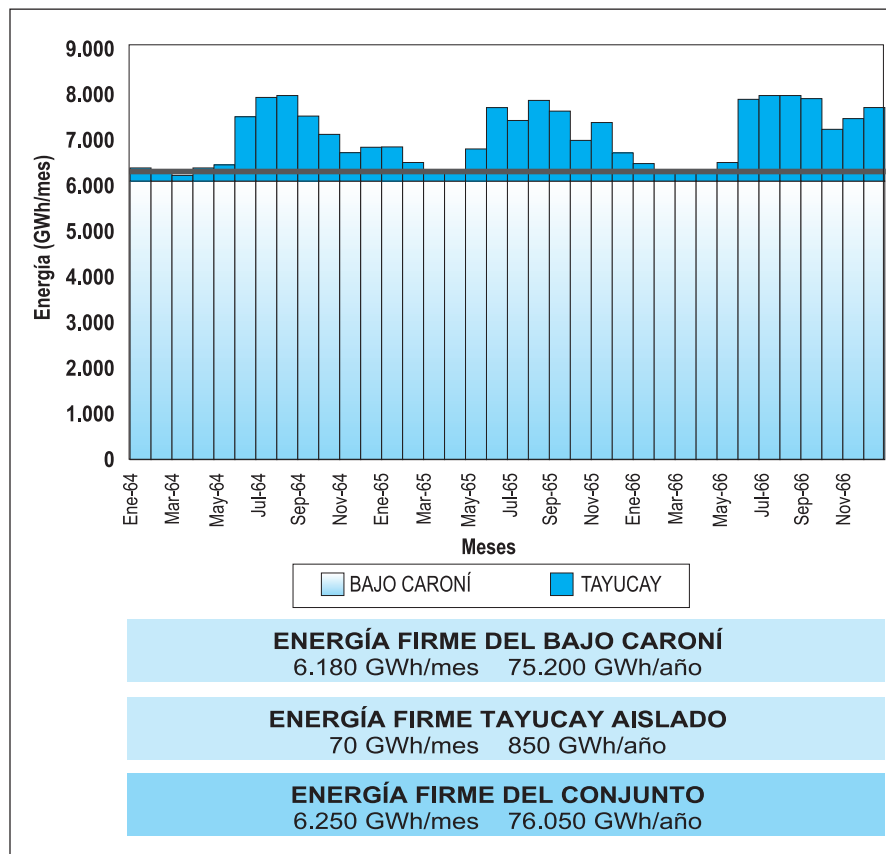 9.000
8.000
7.000
6.000
5.000
4.000
3.000
2.000
1.000
0
Energía (GWh/mes)
Ene-64
Mar-64
May-64
Jul-64
Sep-64
Nov-64
Ene-65
Mar-65
May-65
Jul-65
Sep-65
Nov-65
Ene-66
Mar-66
May-66
Jul-66
Sep-66
Nov-66
Meses
BAJO CARONÍ TAYUCAY
ENERGÍA FIRME DEL BAJO CARONÍ
6.180 GWh/mes 75.200 GWh/año
ENERGÍA FIRME TAYUCAY AISLADO
70 GWh/mes 850 GWh/año
ENERGÍA FIRME DEL CONJUNTO
6.250 GWh/mes 76.050 GWh/año